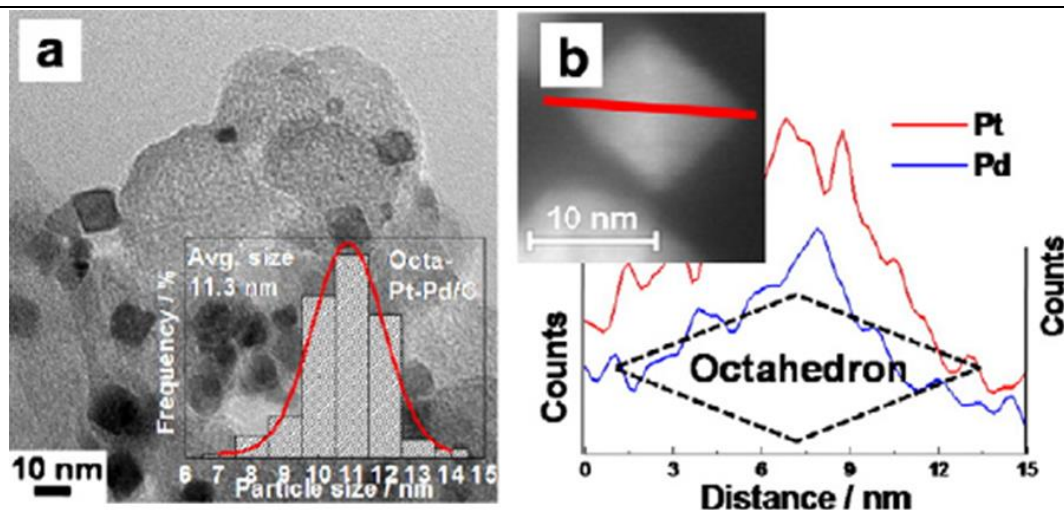 a
Avg. size
11.3 nm
Octa-
Pt-Pd/C
Frequency / %
6 7 8 9 10 11 12 13 14 15
Particle size / nm
10 nm
b
10 nm
Pt
Pd
Counts
Counts
Octahedron
0 3 6 9 12 15
Distance / nm